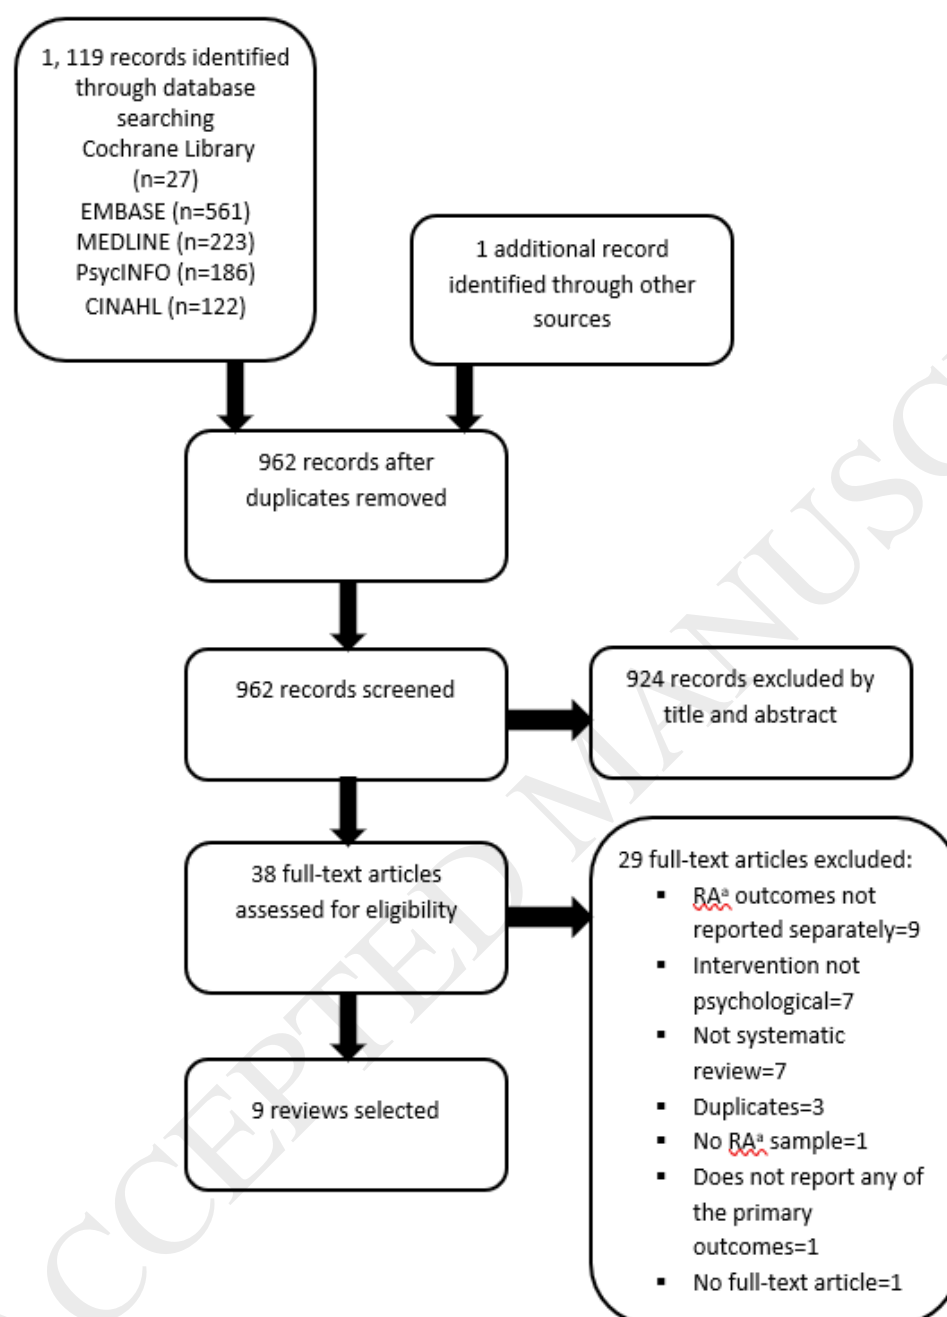 1, 119 records identified
through database
searching
Cochrane Library
(n=27)
EMBASE (n=561)
MEDLINE (n=223)
PsycINFO (n=186)
CINAHL (n=122)
1 additional record
identified through other
sources
962 records after
duplicates removed
962 records screened
924 records excluded by
title and abstract
38 full-text articles
assessed for eligibility
29 full-text articles excluded:
▪ RAᵃ outcomes not
reported separately=9
▪ Intervention not
psychological=7
▪ Not systematic
review=7
▪ Duplicates=3
▪ No RAᵃ sample=1
▪ Does not report any of
the primary
outcomes=1
▪ No full-text article=1
9 reviews selected
CCEPTED MANUSC